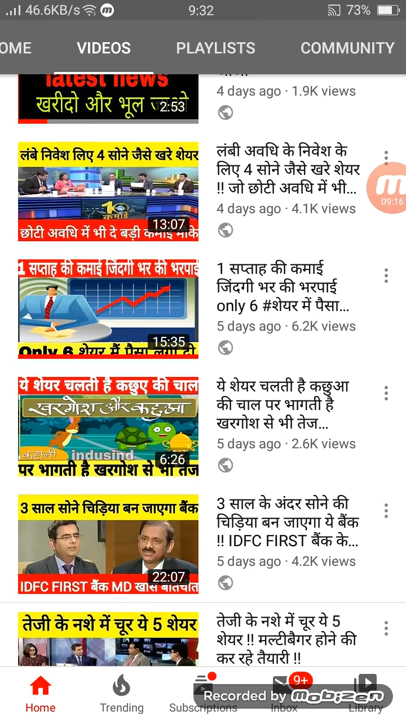 46.6KB/s 9:32 73%
OME VIDEOS PLAYLISTS COMMUNITY
latest news
खरीदो और भूल जाओ
2:53
4 days ago · 1.9K views
लंबे निवेश लिए 4 सोने जैसे खरे शेयर
10
कमाई
13:07
छोटी अवधि में भी दे बड़ी कमाई मौके
लंबी अवधि के निवेश के
लिए 4 सोने जैसे खरे शेयर
!! जो छोटी अवधि में भी...
4 days ago · 4.1K views
09:16
1 सप्ताह की कमाई जिंदगी भर की भरपाई
15:35
Only 6 शेयर मैं पैसा लगा दो
1 सप्ताह की कमाई
जिंदगी भर की भरपाई
only 6 #शेयर में पैसा...
5 days ago · 6.2K views
ये शेयर चलती है कछुए की चाल
खरगोश और कछुआ
कहानी indusind
6:26
पर भागती है खरगोश से भी तेज
ये शेयर चलती है कछुआ
की चाल पर भागती है
खरगोश से भी तेज...
5 days ago · 2.6K views
3 साल सोने चिड़िया बन जाएगा बैंक
22:07
IDFC FIRST बैंक MD खास बातचीत
3 साल के अंदर सोने की
चिड़िया बन जाएगा ये बैंक
!! IDFC FIRST बैंक के...
5 days ago · 4.2K views
तेजी के नशे में चूर ये 5 शेयर
तेजी के नशे में चूर ये 5
शेयर !! मल्टीबैगर होने की
कर रहे तैयारी !!
9+
Recorded by mobizen
Home Trending Subscriptions Inbox Library